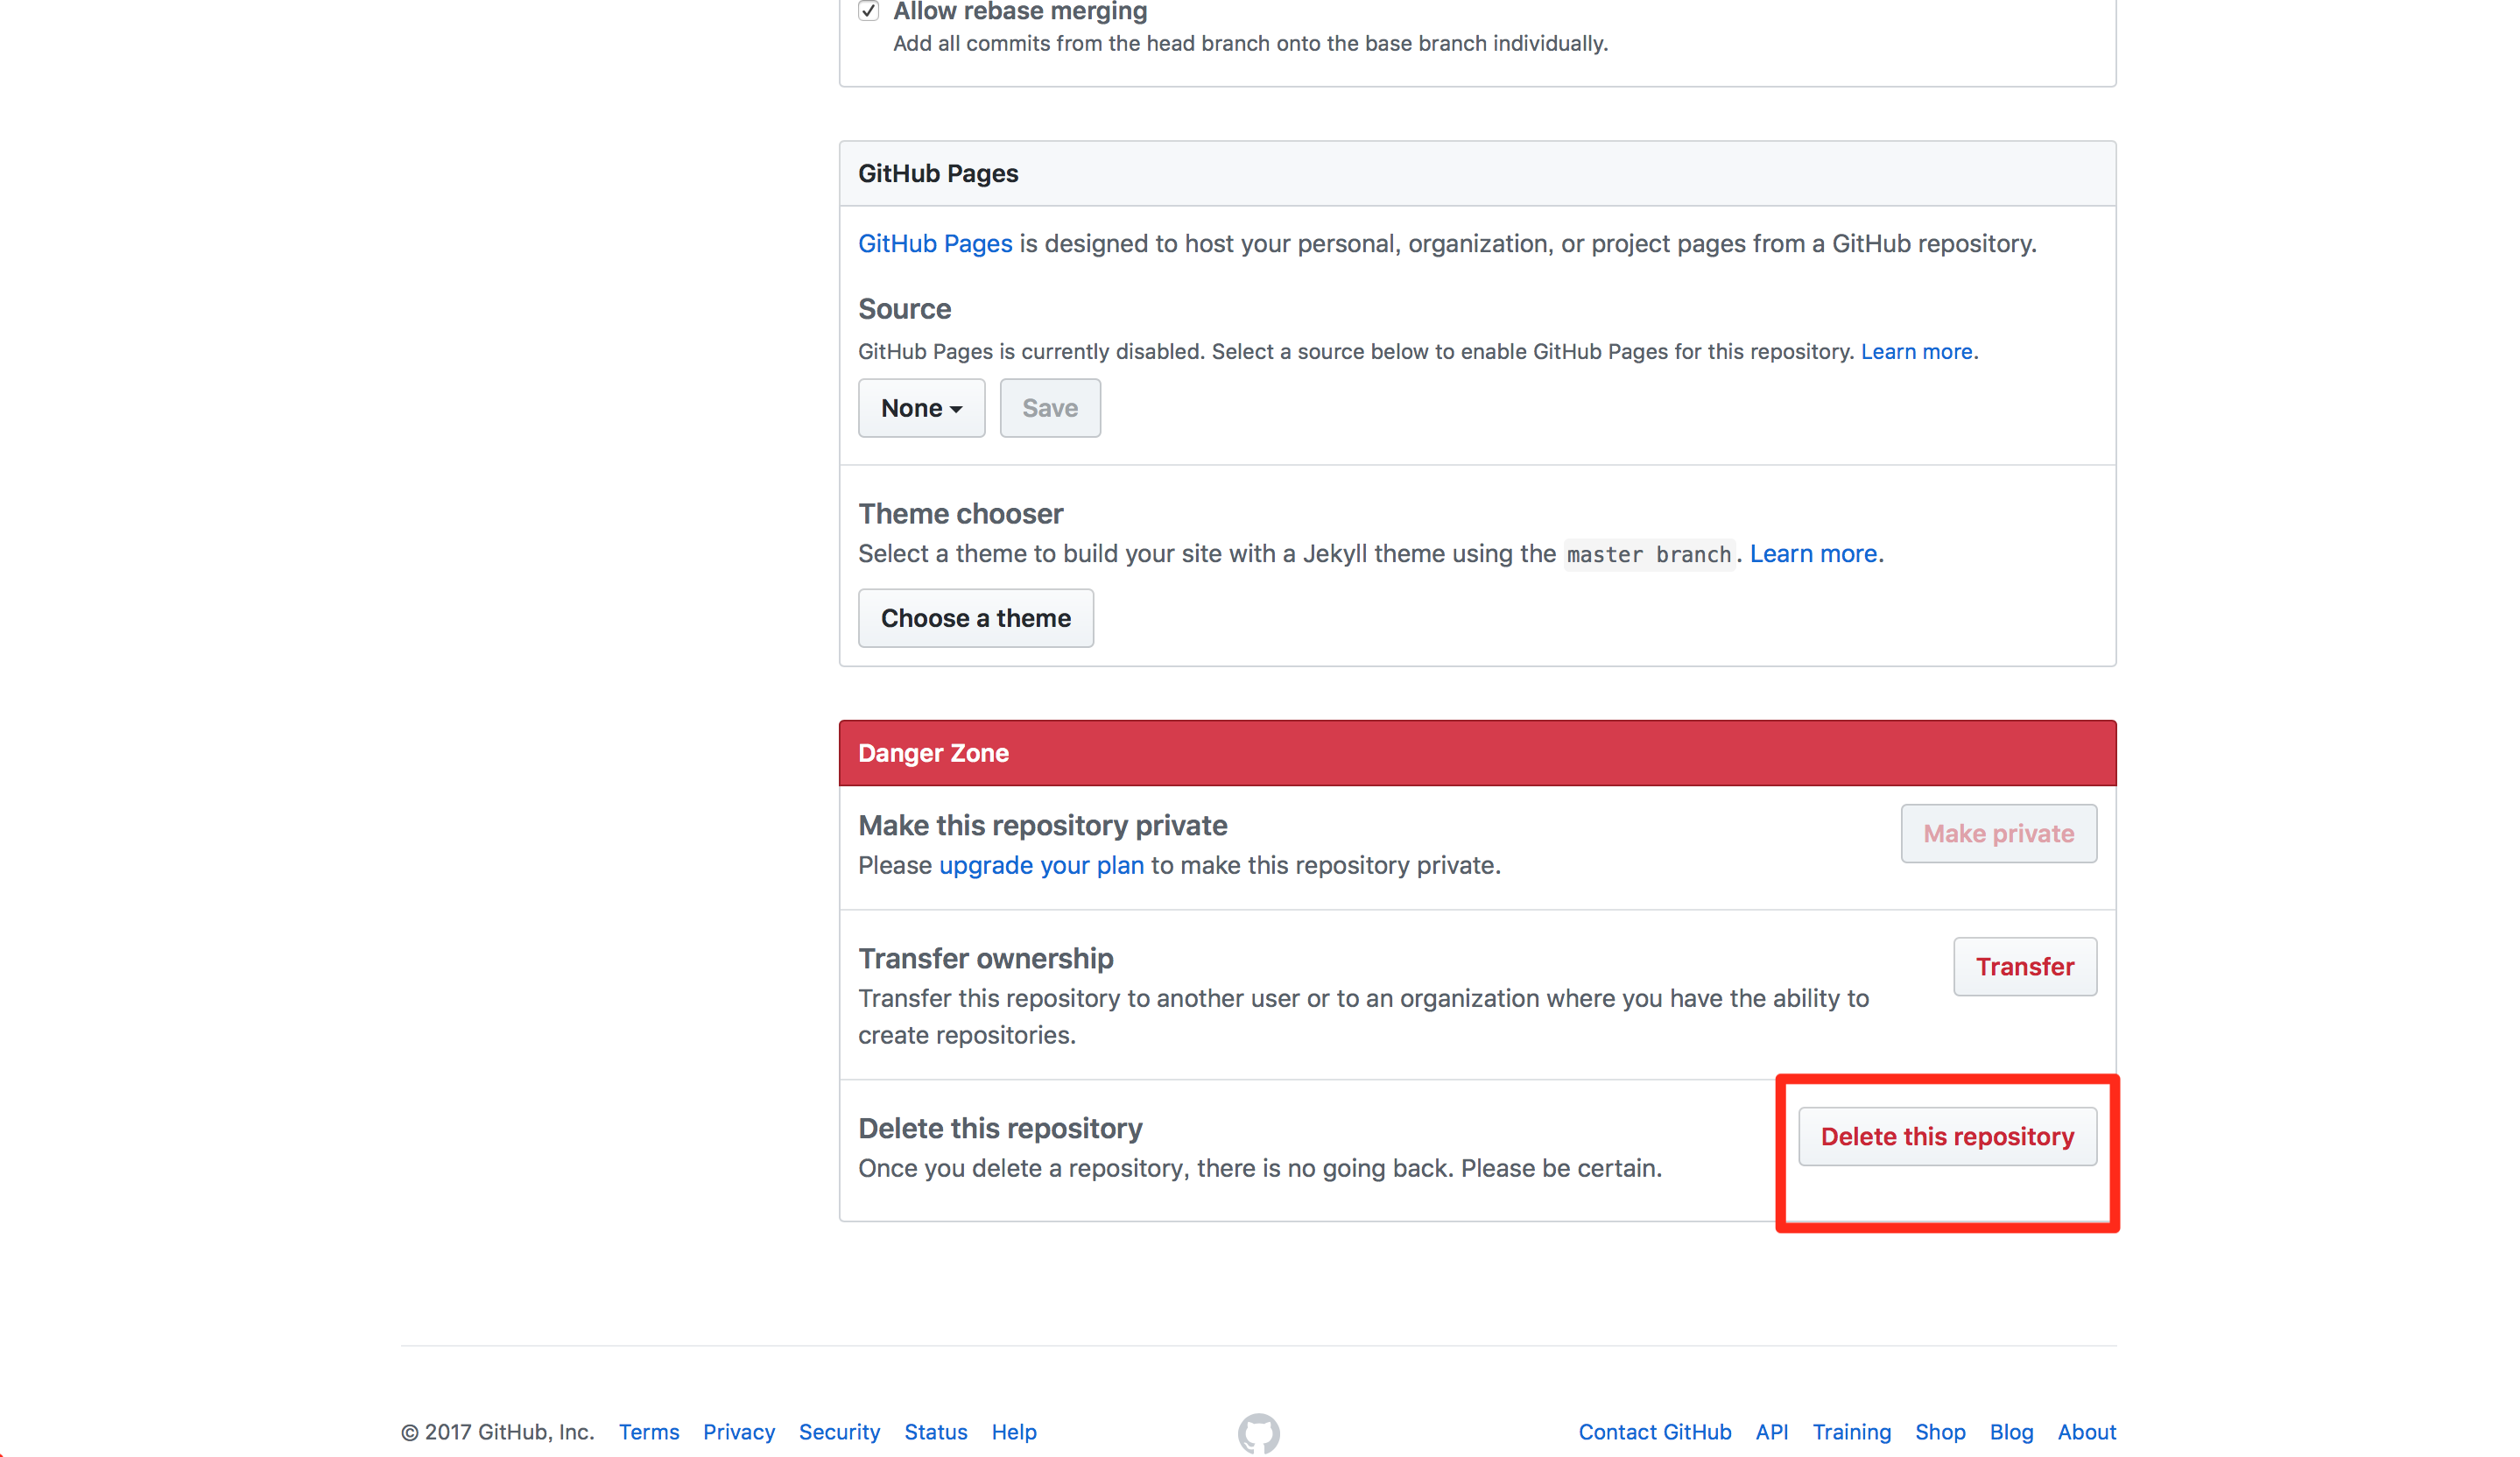 Allow rebase merging
Add all commits from the head branch onto the base branch individually.
GitHub Pages
GitHub Pages is designed to host your personal, organization, or project pages from a GitHub repository.
Source
GitHub Pages is currently disabled. Select a source below to enable GitHub Pages for this repository. Learn more.
None Save
Theme chooser
Select a theme to build your site with a Jekyll theme using the master branch. Learn more.
Choose a theme
Danger Zone
Make this repository private
Please upgrade your plan to make this repository private.
Make private
Transfer ownership
Transfer this repository to another user or to an organization where you have the ability to
create repositories.
Transfer
Delete this repository
Once you delete a repository, there is no going back. Please be certain.
Delete this repository
© 2017 GitHub, Inc. Terms Privacy Security Status Help Contact GitHub API Training Shop Blog About